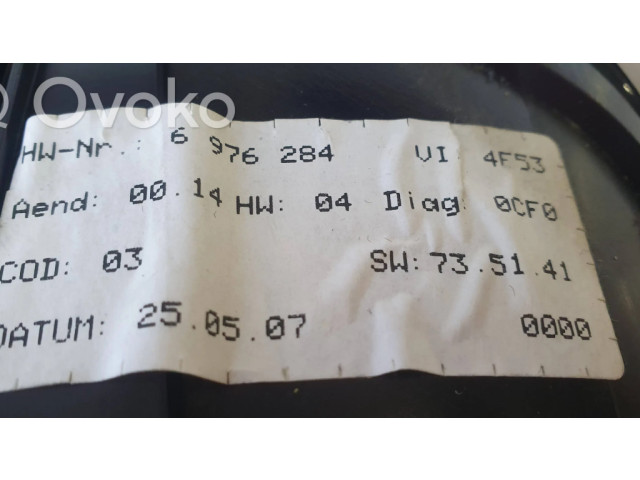 Ovoko
HW-Nr.: 6 976 284 VI 4F53
Aend: 00.14 HW: 04 Diag: 0CF0
COD: 03 SW: 73.51.41
DATUM: 25.05.07 0000